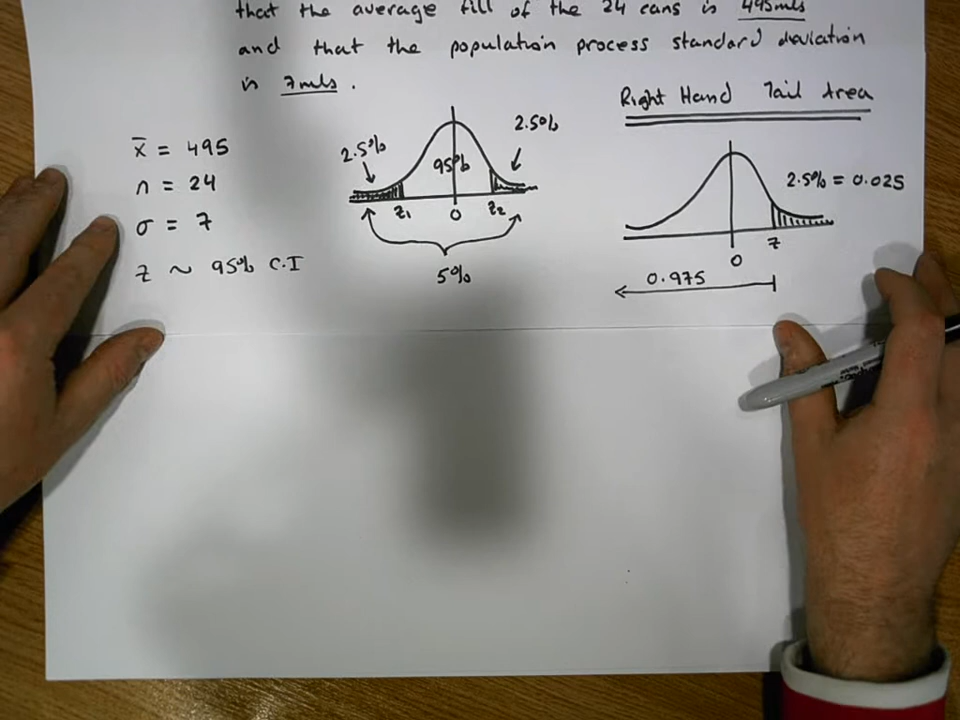 that the average fill of the 24 cans is 495mls
and that the population process standard deviation
is 7mls.
Right Hand Tail Area
x̄ = 495
n = 24
σ = 7
z ~ 95% C.I
2.5%
95%
2.5%
z₁ 0 z₂
5%
2.5% = 0.025
z
0
0.975